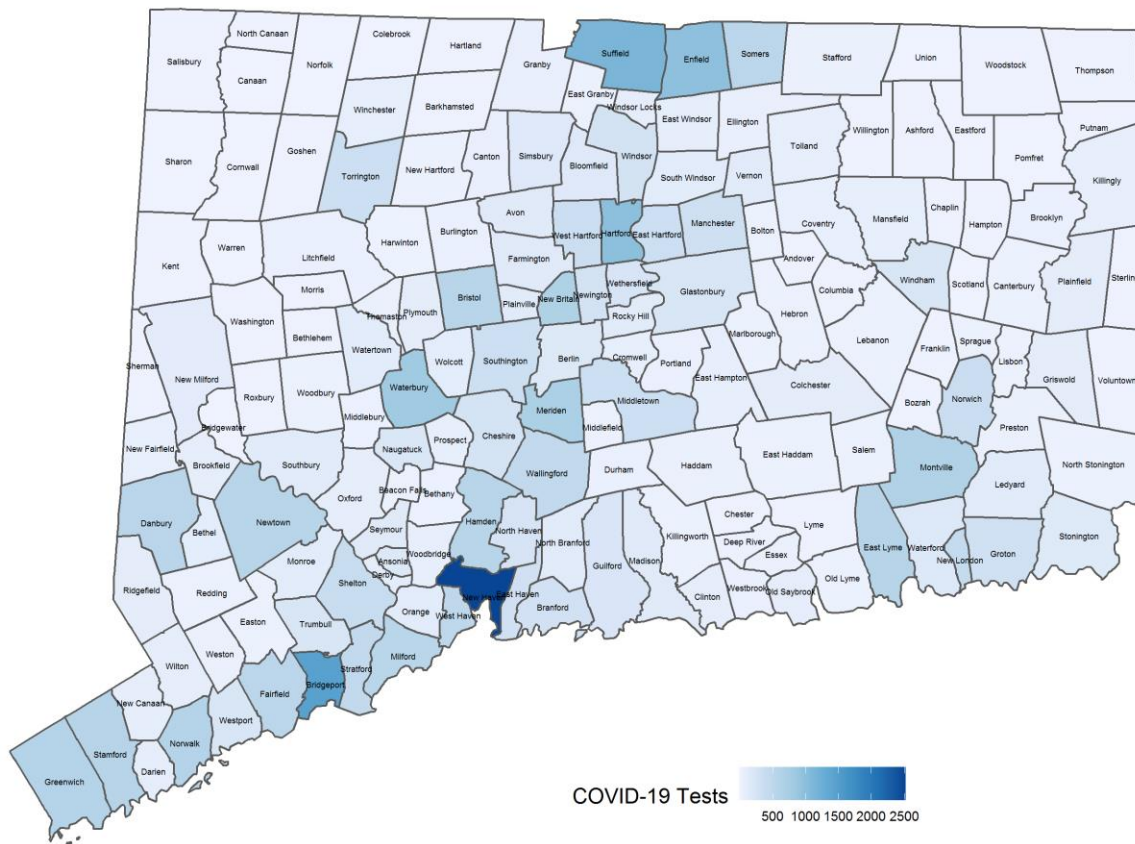 North Canaan
Colebrook
Hartland
Suffield
Enfield
Somers
Stafford
Union
Woodstock
Thompson
Salisbury
Norfolk
Granby
Canaan
East Granby
Windsor Locks
Winchester
Barkhamsted
East Windsor
Ellington
Willington
Ashford
Eastford
Putnam
Sharon
Cornwall
Goshen
Torrington
New Hartford
Canton
Simsbury
Bloomfield
Windsor
South Windsor
Vernon
Tolland
Pomfret
Killingly
Avon
Kent
Warren
Litchfield
Harwinton
Burlington
Farmington
West Hartford
Hartford
East Hartford
Manchester
Bolton
Coventry
Mansfield
Chaplin
Hampton
Brooklyn
Andover
Morris
Bristol
Plainville
New Britain
Newington
Wethersfield
Glastonbury
Columbia
Windham
Scotland
Canterbury
Plainfield
Sterlin
Washington
Bethlehem
Thomaston
Plymouth
Rocky Hill
Marlborough
Hebron
Lebanon
Franklin
Sprague
Lisbon
Sherman
New Milford
Watertown
Wolcott
Southington
Berlin
Cromwell
Portland
East Hampton
Colchester
Griswold
Voluntown
Roxbury
Woodbury
Waterbury
Meriden
Middletown
Middlefield
Bozrah
Norwich
Preston
Bridgewater
Middlebury
Naugatuck
Prospect
Cheshire
New Fairfield
Brookfield
Southbury
Wallingford
Durham
Haddam
East Haddam
Salem
Montville
North Stonington
Ledyard
Oxford
Beacon Falls
Bethany
Danbury
Bethel
Newtown
Seymour
Hamden
North Haven
North Branford
Killingworth
Chester
Deep River
Essex
Lyme
East Lyme
Waterford
New London
Groton
Stonington
Monroe
Woodbridge
Ansonia
Derby
Guilford
Madison
Ridgefield
Redding
Shelton
New Haven
East Haven
Branford
Clinton
Westbrook
Old Saybrook
Old Lyme
Easton
Trumbull
Orange
West Haven
Weston
Wilton
Stratford
Milford
Bridgeport
Fairfield
New Canaan
Westport
Norwalk
Stamford
Darien
Greenwich
COVID-19 Tests
500 1000 1500 2000 2500